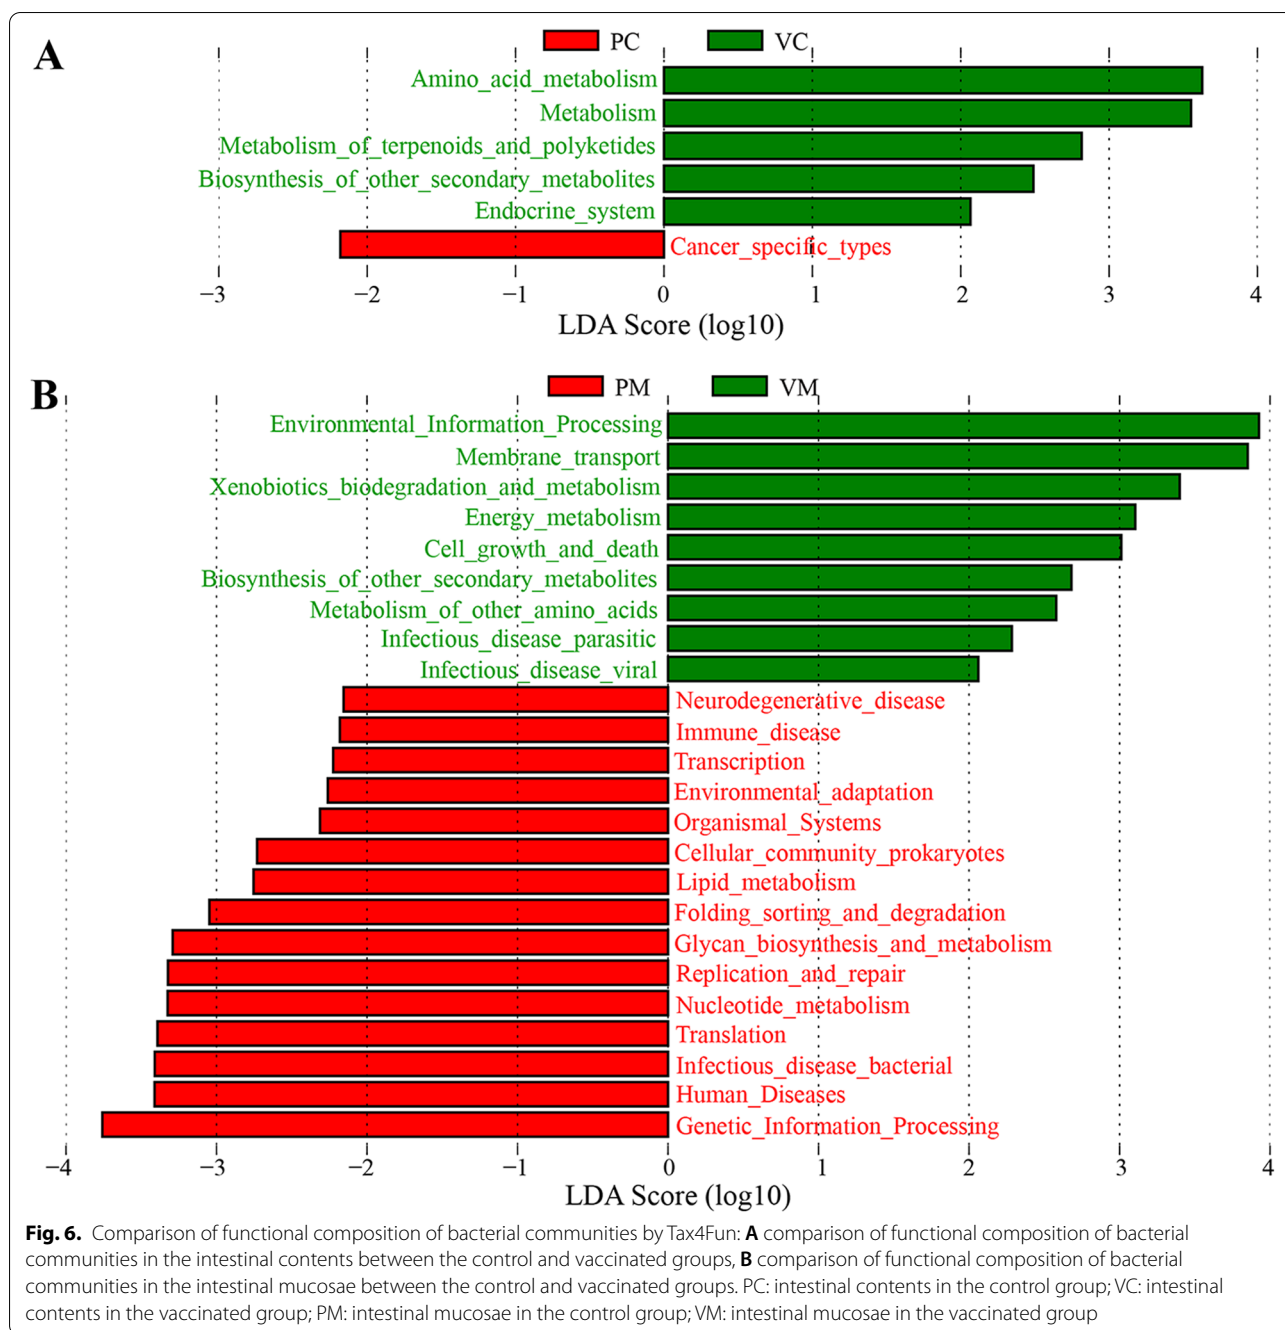 A
PC VC
Amino_acid_metabolism
Metabolism
Metabolism_of_terpenoids_and_polyketides
Biosynthesis_of_other_secondary_metabolites
Endocrine_system
Cancer_specific_types
−3 −2 −1 0 1 2 3 4
LDA Score (log10)
B
PM VM
Environmental_Information_Processing
Membrane_transport
Xenobiotics_biodegradation_and_metabolism
Energy_metabolism
Cell_growth_and_death
Biosynthesis_of_other_secondary_metabolites
Metabolism_of_other_amino_acids
Infectious_disease_parasitic
Infectious_disease_viral
Neurodegenerative_disease
Immune_disease
Transcription
Environmental_adaptation
Organismal_Systems
Cellular_community_prokaryotes
Lipid_metabolism
Folding_sorting_and_degradation
Glycan_biosynthesis_and_metabolism
Replication_and_repair
Nucleotide_metabolism
Translation
Infectious_disease_bacterial
Human_Diseases
Genetic_Information_Processing
−4 −3 −2 −1 0 1 2 3 4
LDA Score (log10)
Fig. 6. Comparison of functional composition of bacterial communities by Tax4Fun: A comparison of functional composition of bacterial
communities in the intestinal contents between the control and vaccinated groups, B comparison of functional composition of bacterial
communities in the intestinal mucosae between the control and vaccinated groups. PC: intestinal contents in the control group; VC: intestinal
contents in the vaccinated group; PM: intestinal mucosae in the control group; VM: intestinal mucosae in the vaccinated group